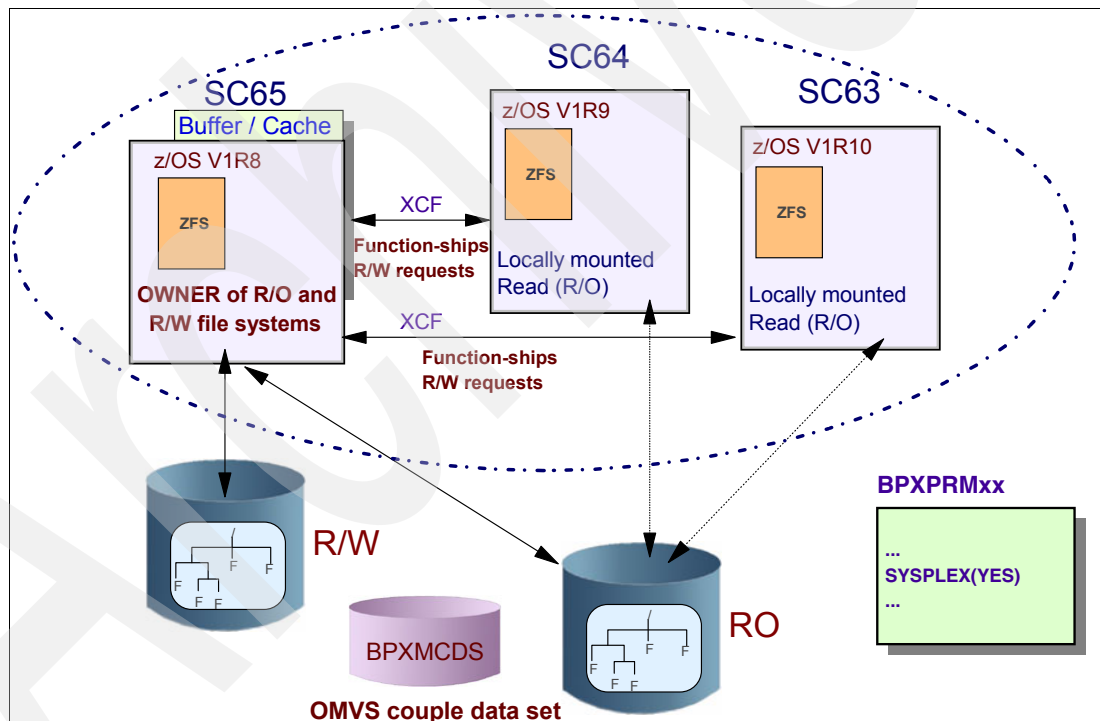 SC64
SC65
SC63
Buffer / Cache
z/OS V1R9
z/OS V1R8
z/OS V1R10
ZFS
ZFS
ZFS
XCF
Function-ships
R/W requests
Locally mounted
Read (R/O)
OWNER of R/O and
R/W file systems
Locally mounted
Read (R/O)
XCF
Function-ships
R/W requests
BPXPRMxx
R/W
F
F
F
F
F
...
SYSPLEX(YES)
...
BPXMCDS
RO
F
F
F
F
F
OMVS couple data set